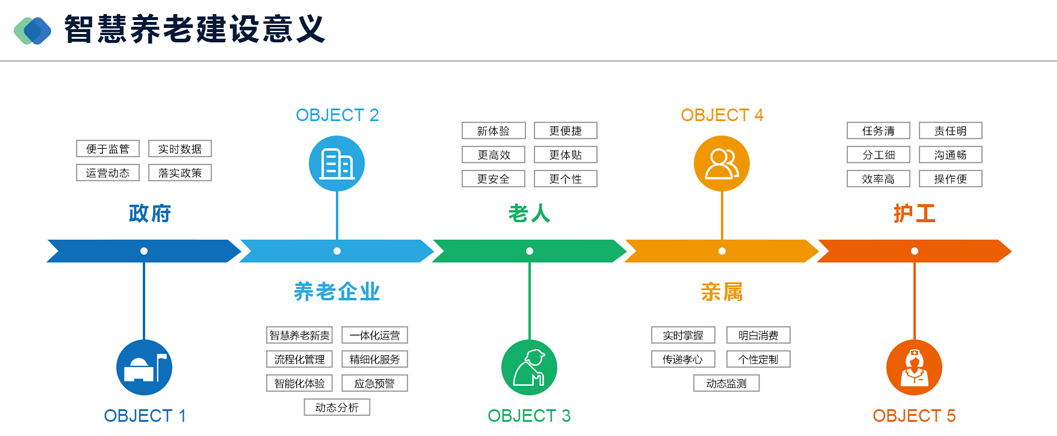 智慧养老建设意义
OBJECT 2
OBJECT 4
便于监管 实时数据
运营动态 落实政策
政府
新体验 更便捷
更高效 更体贴
更安全 更个性
老人
任务清 责任明
分工细 沟通畅
效率高 操作便
护工
养老企业
智慧养老新贵 一体化运营
流程化管理 精细化服务
智能化体验 应急预警
动态分析
亲属
实时掌握 明白消费
传递孝心 个性定制
动态监测
OBJECT 1
OBJECT 3
OBJECT 5